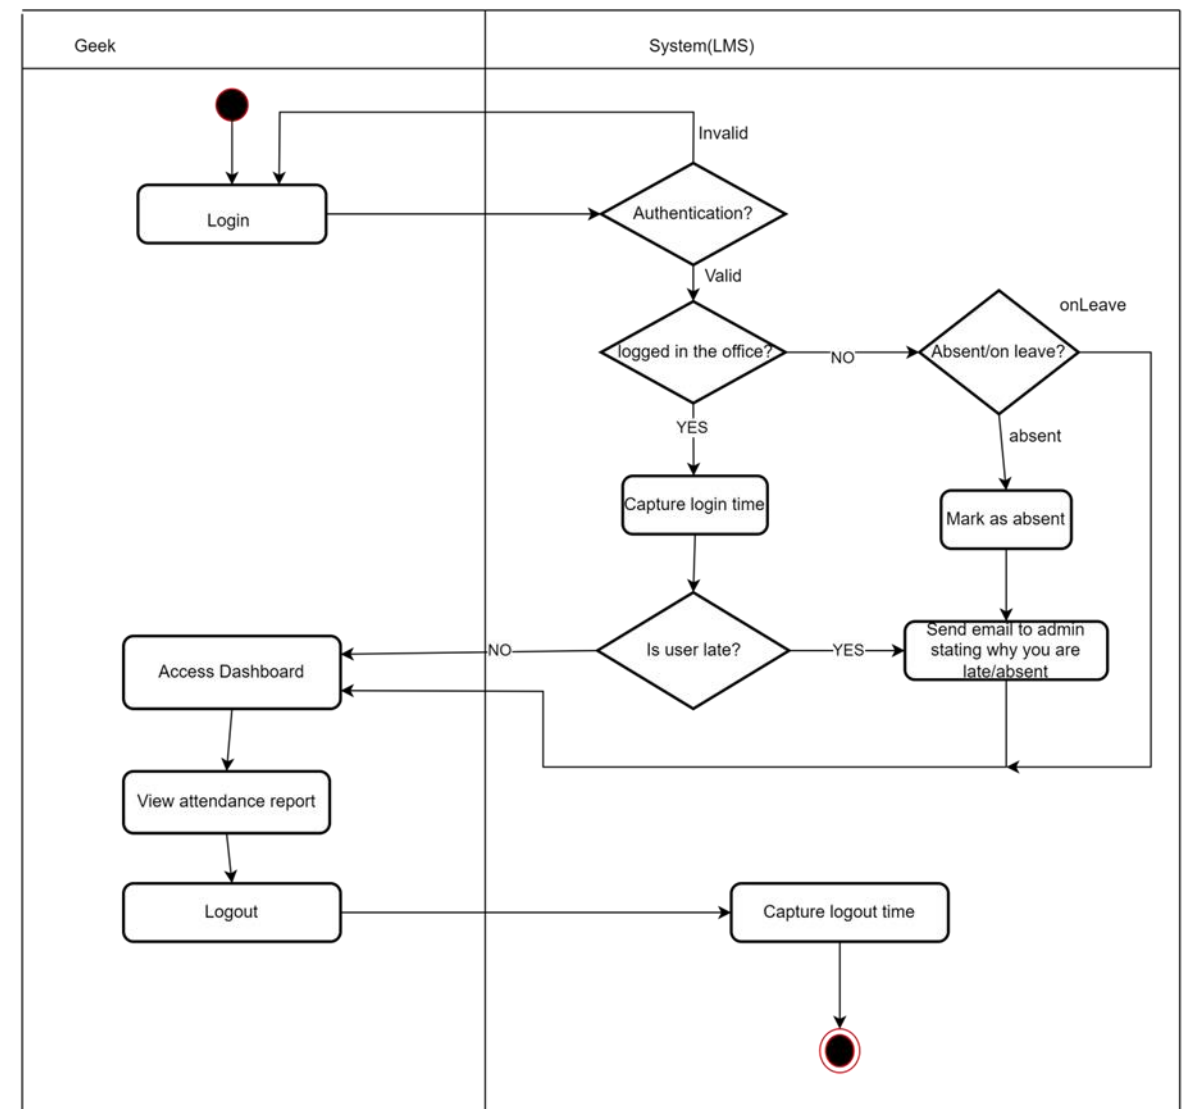 Geek
System(LMS)
Invalid
Login
Authentication?
Valid
onLeave
logged in the office?
NO
Absent/on leave?
YES
absent
Capture login time
Mark as absent
Send email to admin
stating why you are
late/absent
Is user late?
YES
NO
Access Dashboard
View attendance report
Logout
Capture logout time